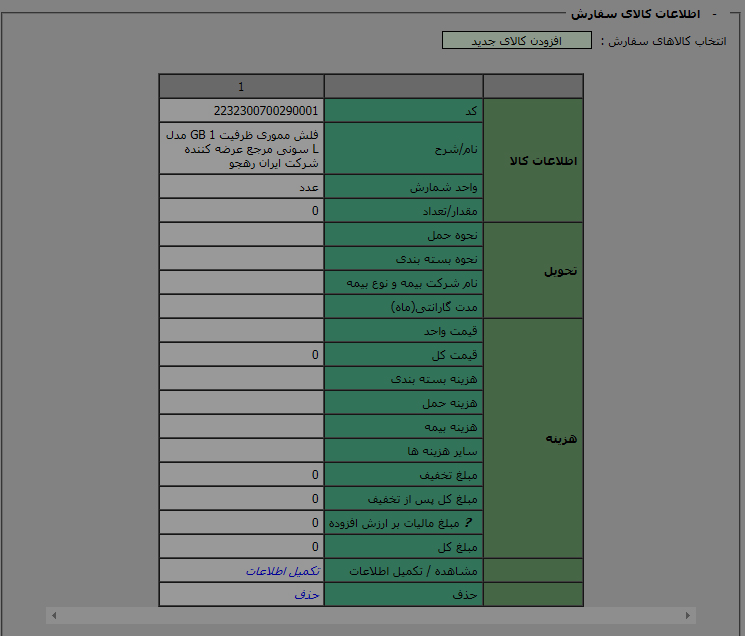 - اطلاعات کالای سفارش
انتخاب کالاهای سفارش :
افزودن کالای جدید
1
اطلاعات کالا
کد
2232300700290001
نام/شرح
فلش مموری ظرفیت 1 GB مدل
L سونی مرجع عرضه کننده
شرکت ایران رهجو
واحد شمارش
عدد
مقدار/تعداد
0
تحویل
نحوه حمل
نحوه بسته بندی
نام شرکت بیمه و نوع بیمه
مدت گارانتی(ماه)
هزینه
قیمت واحد
قیمت کل
0
هزینه بسته بندی
هزینه حمل
هزینه بیمه
سایر هزینه ها
مبلغ تخفیف
0
مبلغ کل پس از تخفیف
0
? مبلغ مالیات بر ارزش افزوده
0
مبلغ کل
0
مشاهده / تکمیل اطلاعات
تکمیل اطلاعات
حذف
حذف